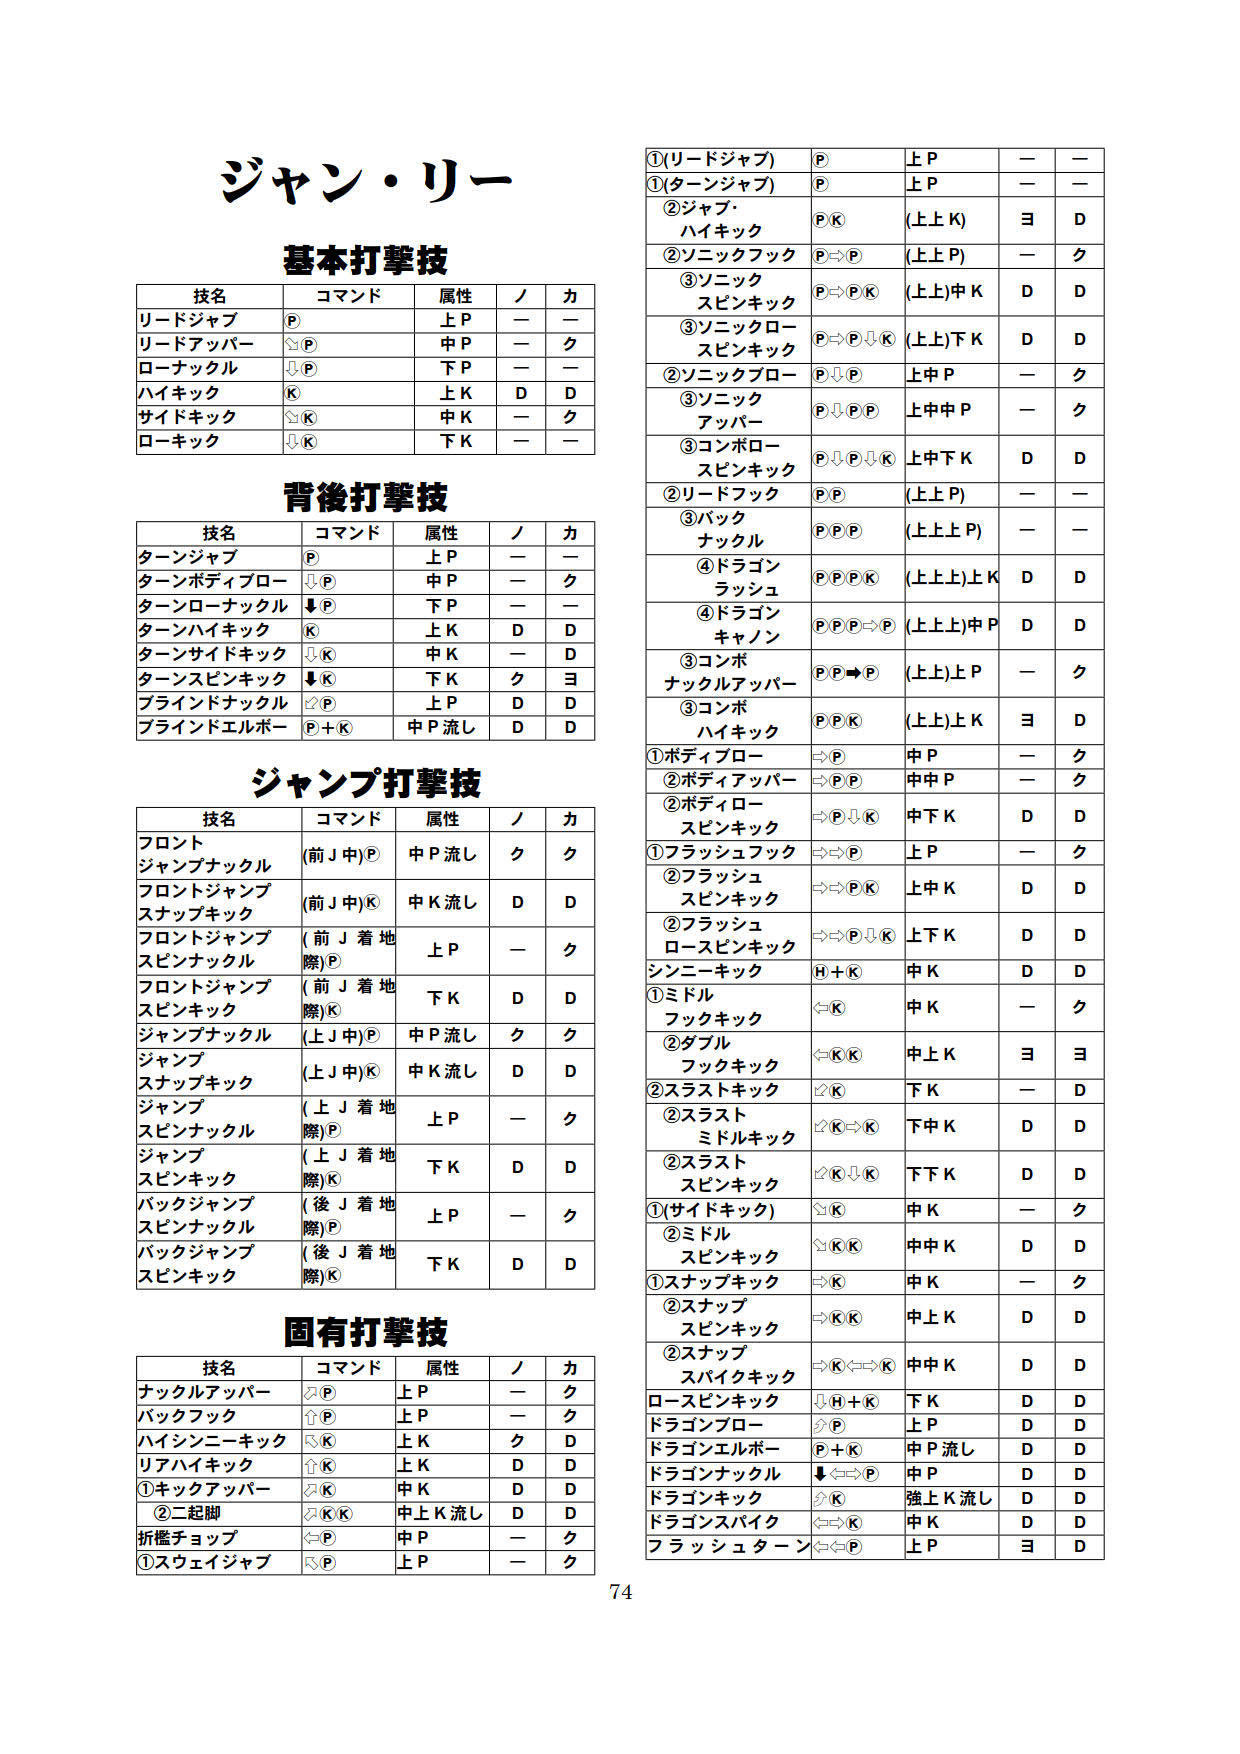 ジャン・リー
基本打撃技
技名 コマンド 属性 ノ カ
リードジャブ Ⓟ 上P ― ―
リードアッパー ⬂Ⓟ 中P ― ク
ローナックル ⇩Ⓟ 下P ― ―
ハイキック Ⓚ 上K D D
サイドキック ⬂Ⓚ 中K ― ク
ローキック ⇩Ⓚ 下K ― ―
背後打撃技
技名 コマンド 属性 ノ カ
ターンジャブ Ⓟ 上P ― ―
ターンボディブロー ⇩Ⓟ 中P ― ク
ターンローナックル ⬇Ⓟ 下P ― ―
ターンハイキック Ⓚ 上K D D
ターンサイドキック ⇩Ⓚ 中K ― D
ターンスピンキック ⬇Ⓚ 下K ク ヨ
ブラインドナックル ⬃Ⓟ 上P D D
ブラインドエルボー Ⓟ+Ⓚ 中P流し D D
ジャンプ打撃技
技名 コマンド 属性 ノ カ
フロント
ジャンプナックル (前J中)Ⓟ 中P流し ク ク
フロントジャンプ
スナップキック (前J中)Ⓚ 中K流し D D
フロントジャンプ (前J着地
スピンナックル 際)Ⓟ 上P ― ク
フロントジャンプ (前J着地
スピンキック 際)Ⓚ 下K D D
ジャンプナックル (上J中)Ⓟ 中P流し ク ク
ジャンプ
スナップキック (上J中)Ⓚ 中K流し D D
ジャンプ (上J着地
スピンナックル 際)Ⓟ 上P ― ク
ジャンプ (上J着地
スピンキック 際)Ⓚ 下K D D
バックジャンプ (後J着地
スピンナックル 際)Ⓟ 上P ― ク
バックジャンプ (後J着地
スピンキック 際)Ⓚ 下K D D
固有打撃技
技名 コマンド 属性 ノ カ
ナックルアッパー ⬀Ⓟ 上P ― ク
バックフック ⇧Ⓟ 上P ― ク
ハイシンニーキック ⬁Ⓚ 上K ク D
リアハイキック ⇧Ⓚ 上K D D
①キックアッパー ⬀Ⓚ 中K D D
②二起脚 ⬀ⓀⓀ 中上K流し D D
折檻チョップ ⇦Ⓟ 中P ― ク
①スウェイジャブ ⬁Ⓟ 上P ― ク
①(リードジャブ) Ⓟ 上P ― ―
①(ターンジャブ) Ⓟ 上P ― ―
②ジャブ・
ハイキック ⓅⓀ (上上K) ヨ D
②ソニックフック Ⓟ⇨Ⓟ (上上P) ― ク
③ソニック
スピンキック Ⓟ⇨ⓅⓀ (上上)中K D D
③ソニックロー
スピンキック Ⓟ⇨Ⓟ⇩Ⓚ (上上)下K D D
②ソニックブロー Ⓟ⇩Ⓟ 上中P ― ク
③ソニック
アッパー Ⓟ⇩ⓅⓅ 上中中P ― ク
③コンボロー
スピンキック Ⓟ⇩Ⓟ⇩Ⓚ 上中下K D D
②リードフック ⓅⓅ (上上P) ― ―
③バック
ナックル ⓅⓅⓅ (上上上P) ― ―
④ドラゴン
ラッシュ ⓅⓅⓅⓀ (上上上)上K D D
④ドラゴン
キャノン ⓅⓅⓅ⇨Ⓟ (上上上)中P D D
③コンボ
ナックルアッパー ⓅⓅ➡Ⓟ (上上)上P ― ク
③コンボ
ハイキック ⓅⓅⓀ (上上)上K ヨ D
①ボディブロー ⇨Ⓟ 中P ― ク
②ボディアッパー ⇨ⓅⓅ 中中P ― ク
②ボディロー
スピンキック ⇨Ⓟ⇩Ⓚ 中下K D D
①フラッシュフック ⇨⇨Ⓟ 上P ― ク
②フラッシュ
スピンキック ⇨⇨ⓅⓀ 上中K D D
②フラッシュ
ロースピンキック ⇨⇨Ⓟ⇩Ⓚ 上下K D D
シンニーキック Ⓗ+Ⓚ 中K D D
①ミドル
フックキック ⇦Ⓚ 中K ― ク
②ダブル
フックキック ⇦ⓀⓀ 中上K ヨ ヨ
②スラストキック ⬃Ⓚ 下K ― D
②スラスト
ミドルキック ⬃Ⓚ⇨Ⓚ 下中K D D
②スラスト
スピンキック ⬃Ⓚ⇩Ⓚ 下下K D D
①(サイドキック) ⬂Ⓚ 中K ― ク
②ミドル
スピンキック ⬂ⓀⓀ 中中K D D
①スナップキック ⇨Ⓚ 中K ― ク
②スナップ
スピンキック ⇨ⓀⓀ 中上K D D
②スナップ
スパイクキック ⇨Ⓚ⇦⇨Ⓚ 中中K D D
ロースピンキック ⇩Ⓗ+Ⓚ 下K D D
ドラゴンブロー ⬀Ⓟ 上P D D
ドラゴンエルボー Ⓟ+Ⓚ 中P流し D D
ドラゴンナックル ⬇⇦⇨Ⓟ 中P D D
ドラゴンキック ⬀Ⓚ 強上K流し D D
ドラゴンスパイク ⇦⇨Ⓚ 中K D D
フラッシュターン ⇦⇦Ⓟ 上P ヨ D
74